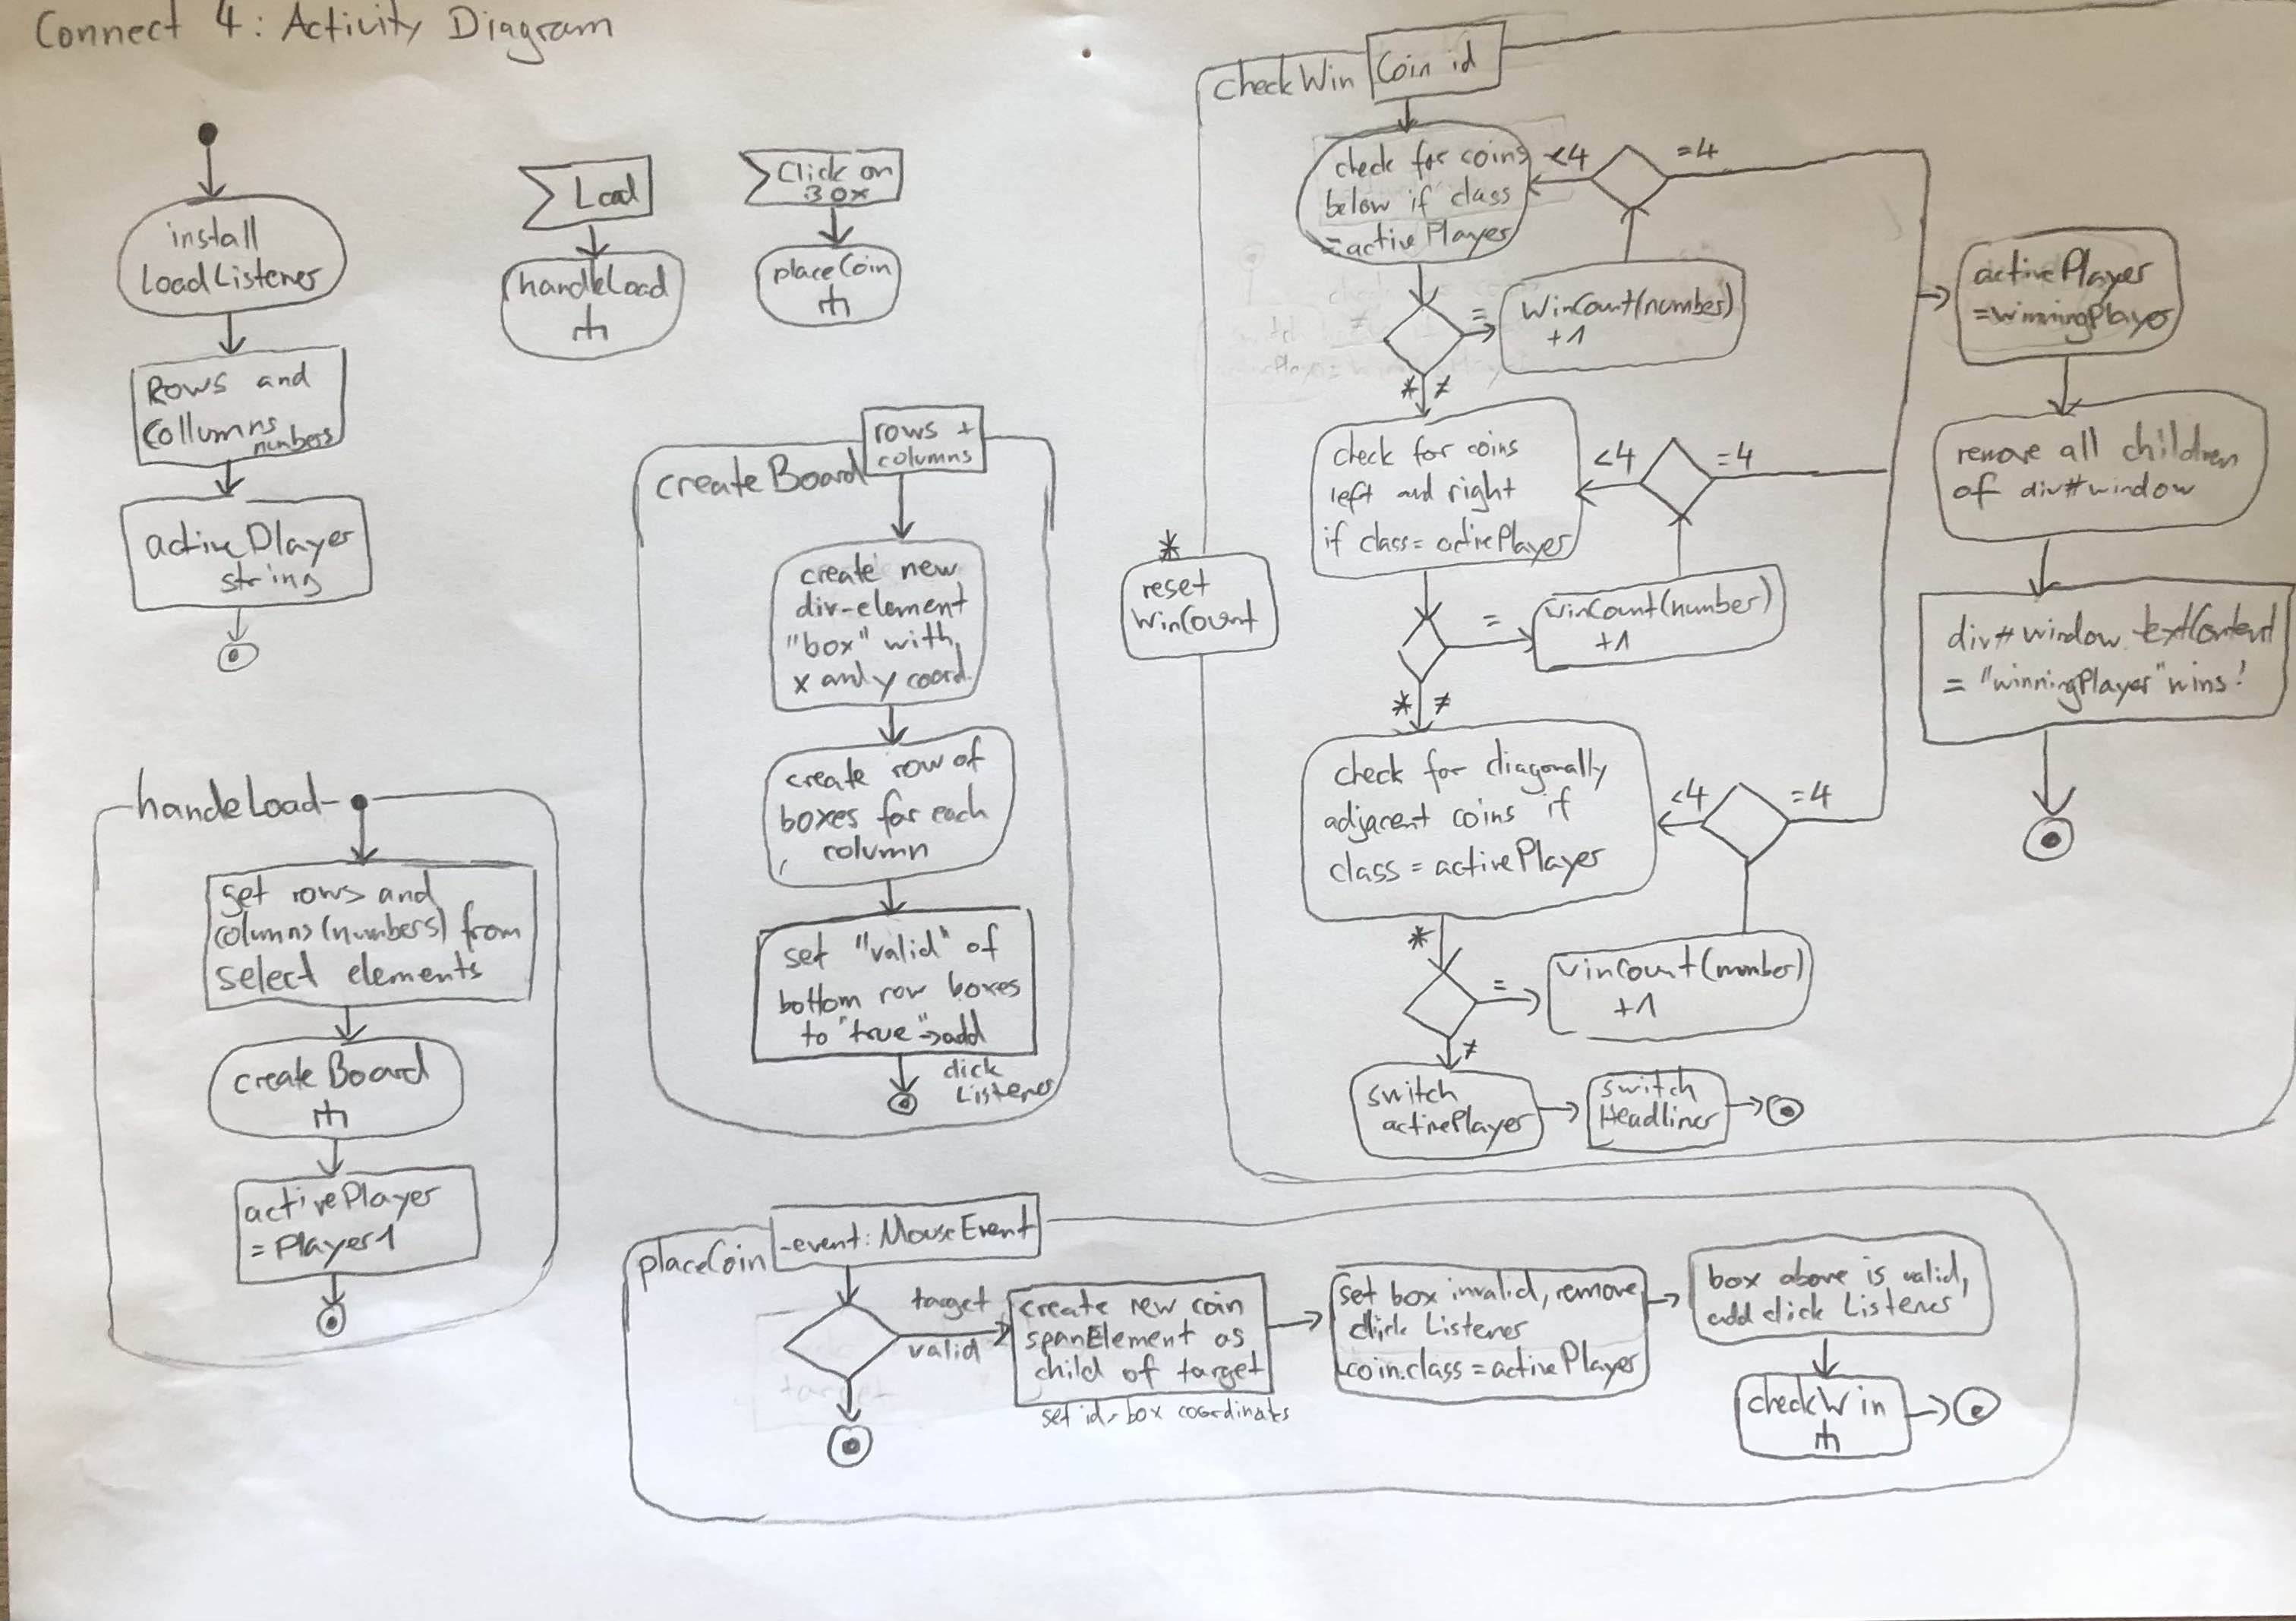 Connect 4: Activity Diagram
install
LoadListener
Rows and
Collumns
numbers
activePlayer
string
Load
handleLoad
Click on
BOX
placeCoin
handeLoad
get rows and
columns (numbers) from
select elements
createBoard
activePlayer
= Player1
createBoard
rows +
columns
create new
div-element
"box" with
x and y coord.
create row of
boxes for each
column
set "valid" of
bottom row boxes
to "true" → add
click
Listener
checkWin
Coin id
check for coins
below if class
= activePlayer
<4
=4
=
WinCount(number)
+1
* ≠
check for coins
left and right
if class = activePlayer
<4
=4
=
winCount(number)
+1
* ≠
check for diagonally
adjacent coins if
class = activePlayer
<4
=4
*
=
winCount(number)
+1
≠
switch
activePlayer
switch
Headliner
*
reset
WinCount
activePlayer
= winningPlayer
remove all children
of div#window
div#window.textContent
= "winningPlayer" wins!
placeCoin
-event: MouseEvent
target
valid
create new coin
spanElement as
child of target
set id = box coordinates
set box invalid, remove
click Listener
coin.class = activePlayer
box above is valid,
add click Listener
checkWin